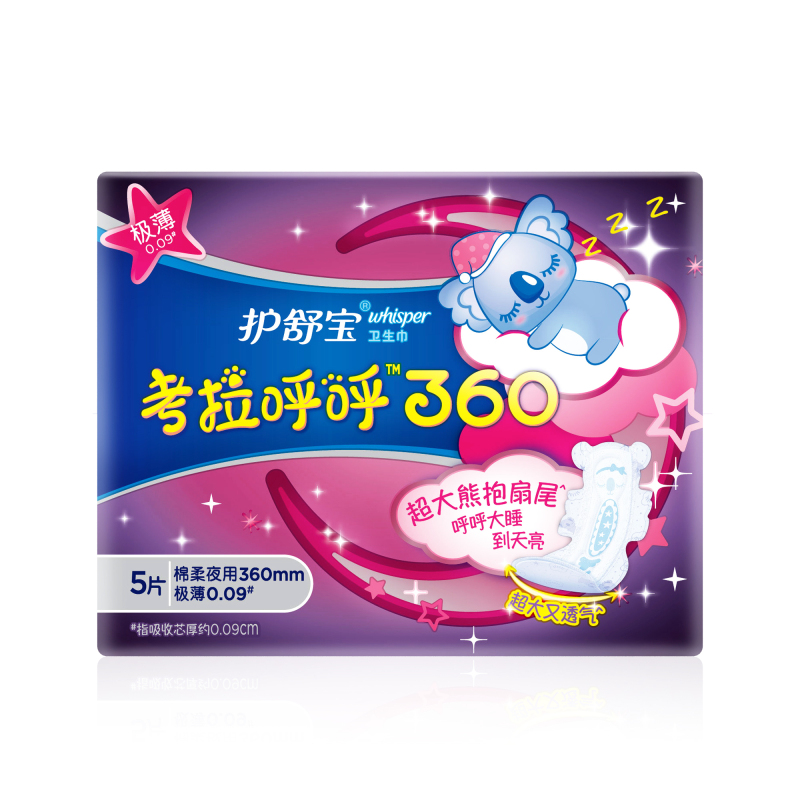 极薄
0.09#
护舒宝®whisper
卫生巾
考拉呼呼™360
Z Z Z
超大熊抱扇尾^
呼呼大睡
到天亮
超大又透气^
5片
棉柔夜用360mm
极薄0.09#
#指吸收芯厚约0.09cm